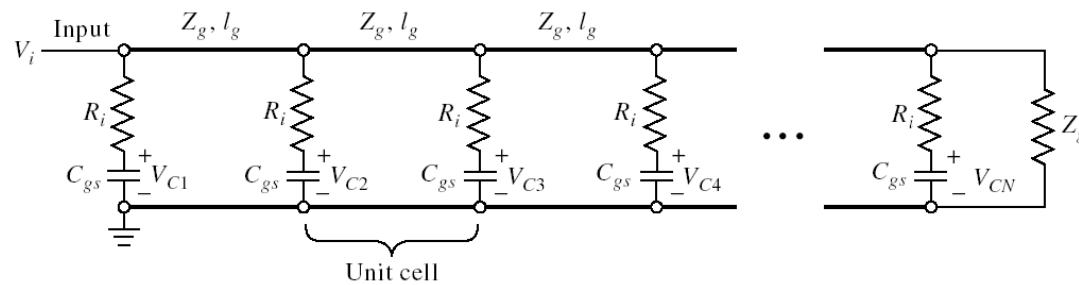 Input
Z_g, l_g
Z_g, l_g
Z_g, l_g
V_i
R_i
R_i
R_i
R_i
R_i
• • •
C_gs
+
−
V_C1
C_gs
+
−
V_C2
C_gs
+
−
V_C3
C_gs
+
−
V_C4
C_gs
+
−
V_CN
Unit cell